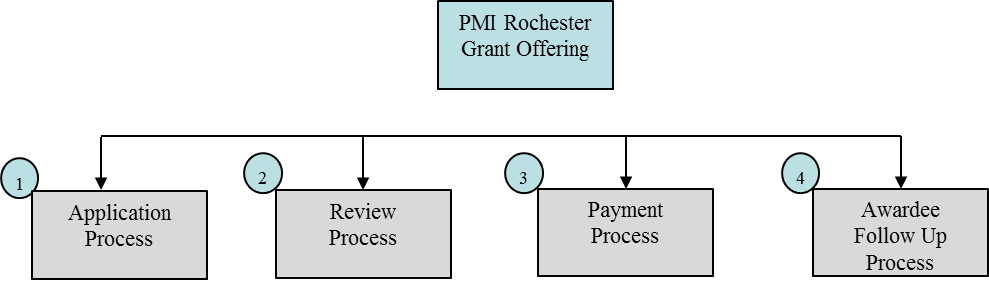 PMI Rochester
Grant Offering
1
Application
Process
2
Review
Process
3
Payment
Process
4
Awardee
Follow Up
Process